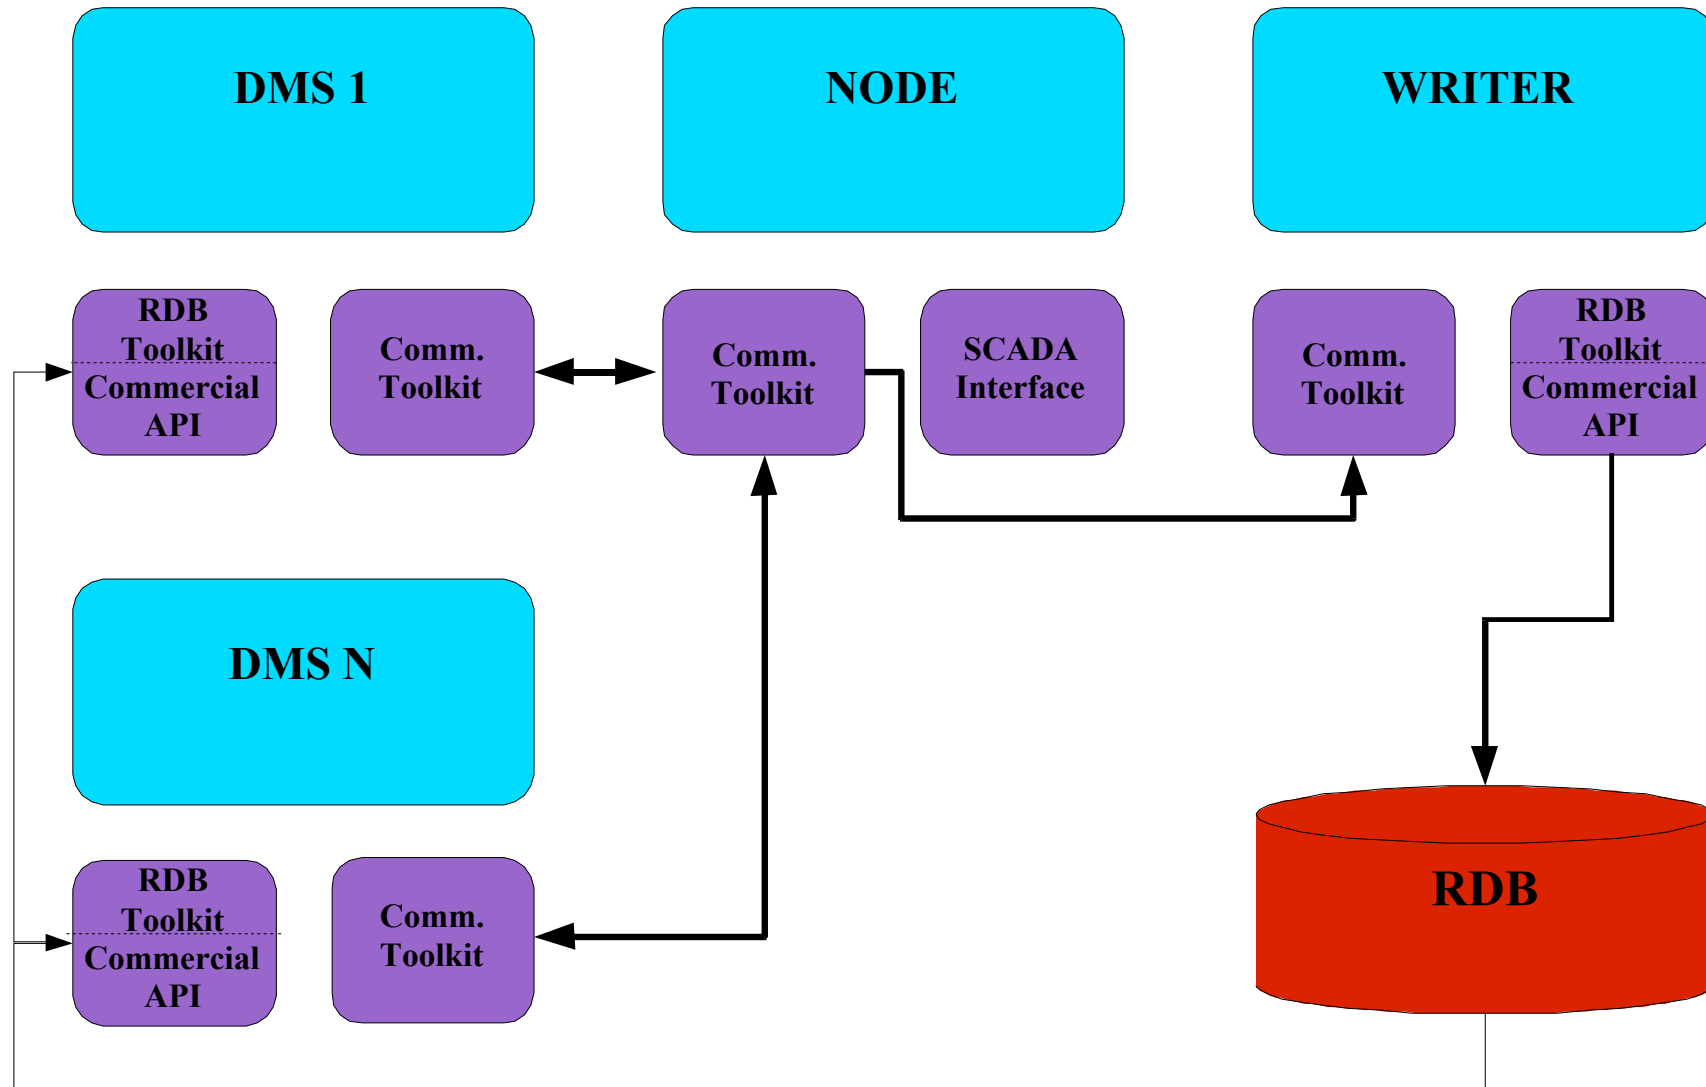 DMS 1
NODE
WRITER
RDB
Toolkit
Commercial
API
Comm.
Toolkit
Comm.
Toolkit
SCADA
Interface
Comm.
Toolkit
RDB
Toolkit
Commercial
API
DMS N
RDB
Toolkit
Commercial
API
Comm.
Toolkit
RDB